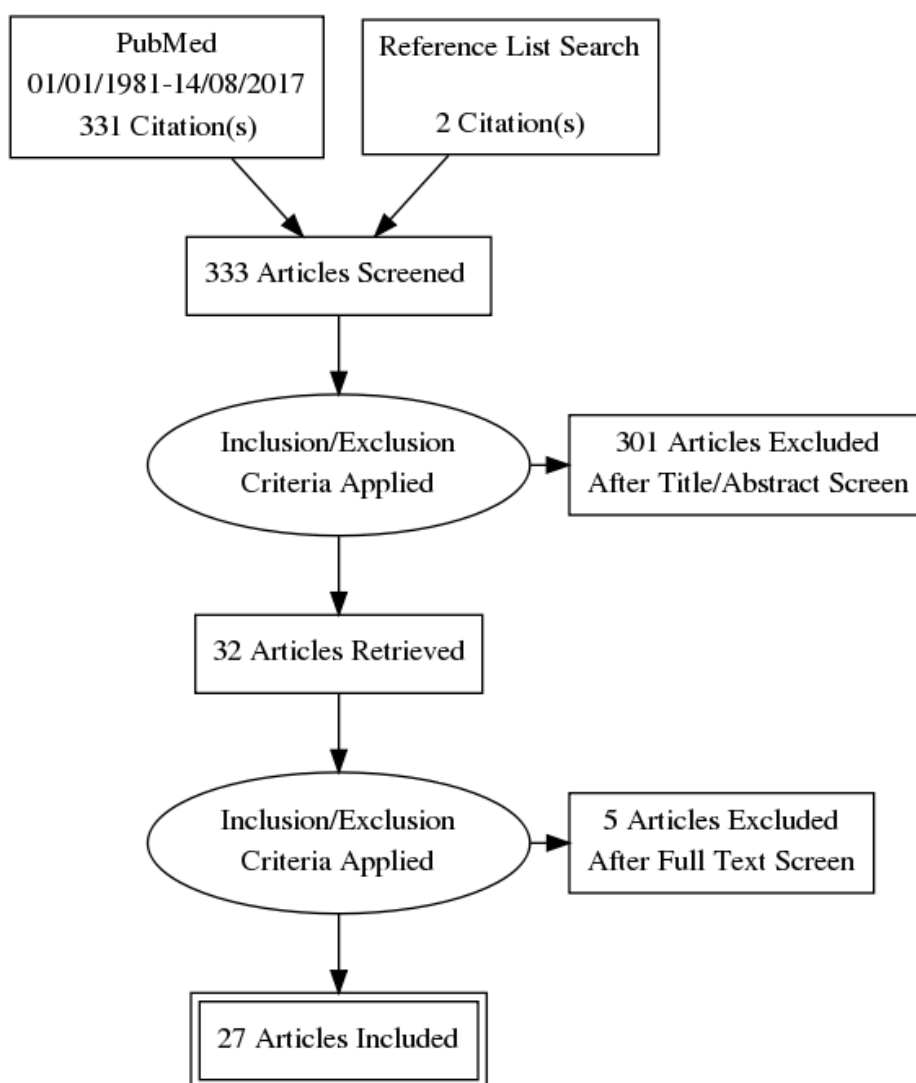 PubMed
01/01/1981-14/08/2017
331 Citation(s)
Reference List Search
2 Citation(s)
333 Articles Screened
Inclusion/Exclusion
Criteria Applied
301 Articles Excluded
After Title/Abstract Screen
32 Articles Retrieved
Inclusion/Exclusion
Criteria Applied
5 Articles Excluded
After Full Text Screen
27 Articles Included